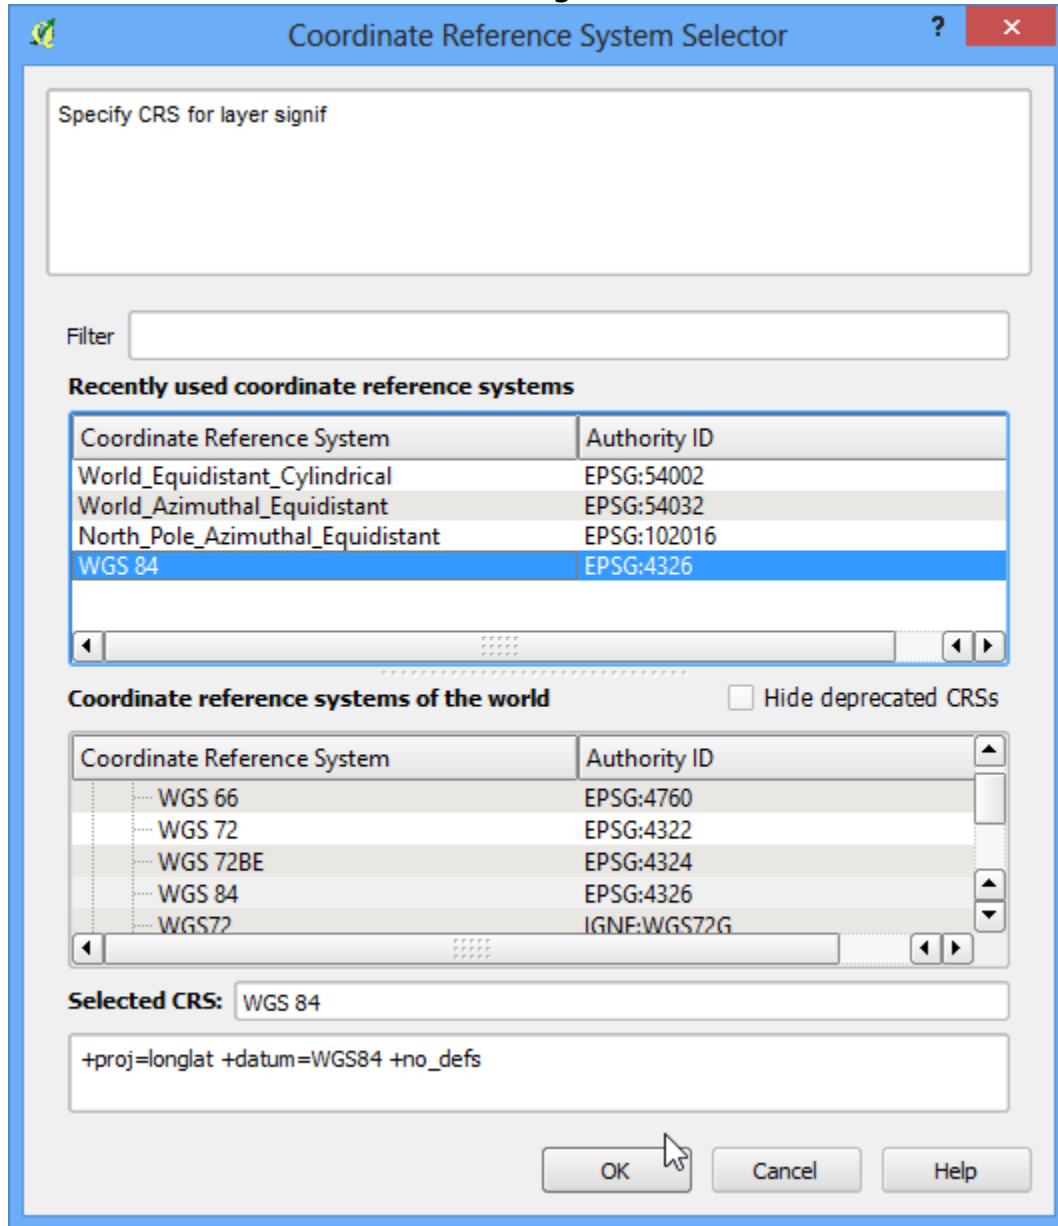 Coordinate Reference System Selector ?
Specify CRS for layer signif
Filter
Recently used coordinate reference systems
Coordinate Reference System Authority ID
World_Equidistant_Cylindrical EPSG:54002
World_Azimuthal_Equidistant EPSG:54032
North_Pole_Azimuthal_Equidistant EPSG:102016
WGS 84 EPSG:4326
Coordinate reference systems of the world Hide deprecated CRSs
Coordinate Reference System Authority ID
WGS 66 EPSG:4760
WGS 72 EPSG:4322
WGS 72BE EPSG:4324
WGS 84 EPSG:4326
WGS72 IGNF:WGS72G
Selected CRS: WGS 84
+proj=longlat +datum=WGS84 +no_defs
OK Cancel Help